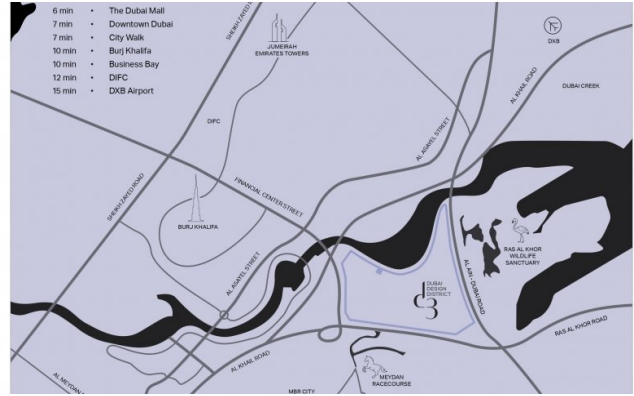 6 min • The Dubai Mall
7 min • Downtown Dubai
7 min • City Walk
10 min • Burj Khalifa
10 min • Business Bay
12 min • DIFC
15 min • DXB Airport
SHEIKH ZAYED ROAD
JUMEIRAH
EMIRATES TOWERS
DXB
AL KHAIL ROAD
DUBAI CREEK
DIFC
AL ASAYEL STREET
SHEIKH ZAYED ROAD
FINANCIAL CENTER STREET
BURJ KHALIFA
RAS AL KHOR
WILDLIFE
SANCTUARY
AL ASAYEL STREET
AL AIN - DUBAI ROAD
DUBAI
DESIGN
DISTRICT
d3
RAS AL KHOR ROAD
AL KHAIL ROAD
MEYDAN
RACECOURSE
AL MEYDAN
MBR CITY